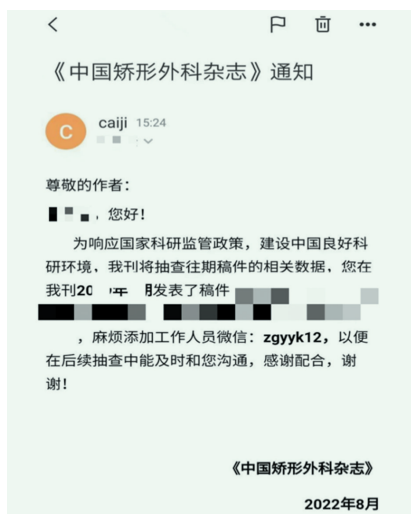 《中国矫形外科杂志》通知
C
caiji 15:24
尊敬的作者：
，您好！
为响应国家科研监管政策，建设中国良好科
研环境，我刊将抽查往期稿件的相关数据，您在
我刊20 发表了稿件
，麻烦添加工作人员微信：zgyyk12，以便
在后续抽查中能及时和您沟通，感谢配合，谢
谢！
《中国矫形外科杂志》
2022年8月